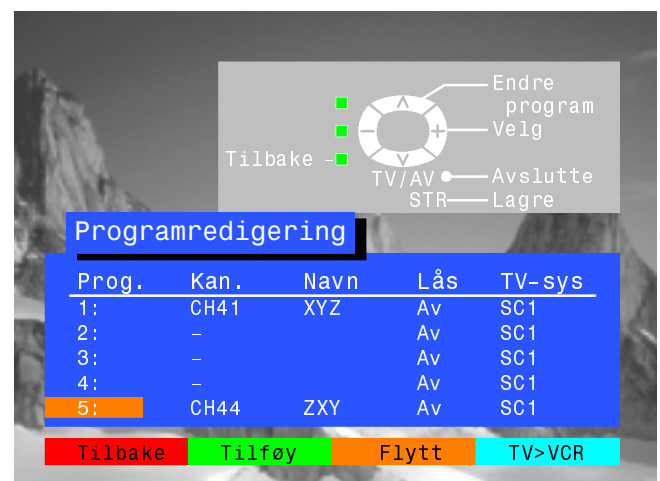 Endre
program
Velg
Tilbake
TV/AV Avslutte
STR Lagre
Programredigering
Prog. Kan. Navn Lås TV-sys
1: CH41 XYZ Av SC1
2: – Av SC1
3: – Av SC1
4: – Av SC1
5: CH44 ZXY Av SC1
Tilbake Tilføy Flytt TV>VCR